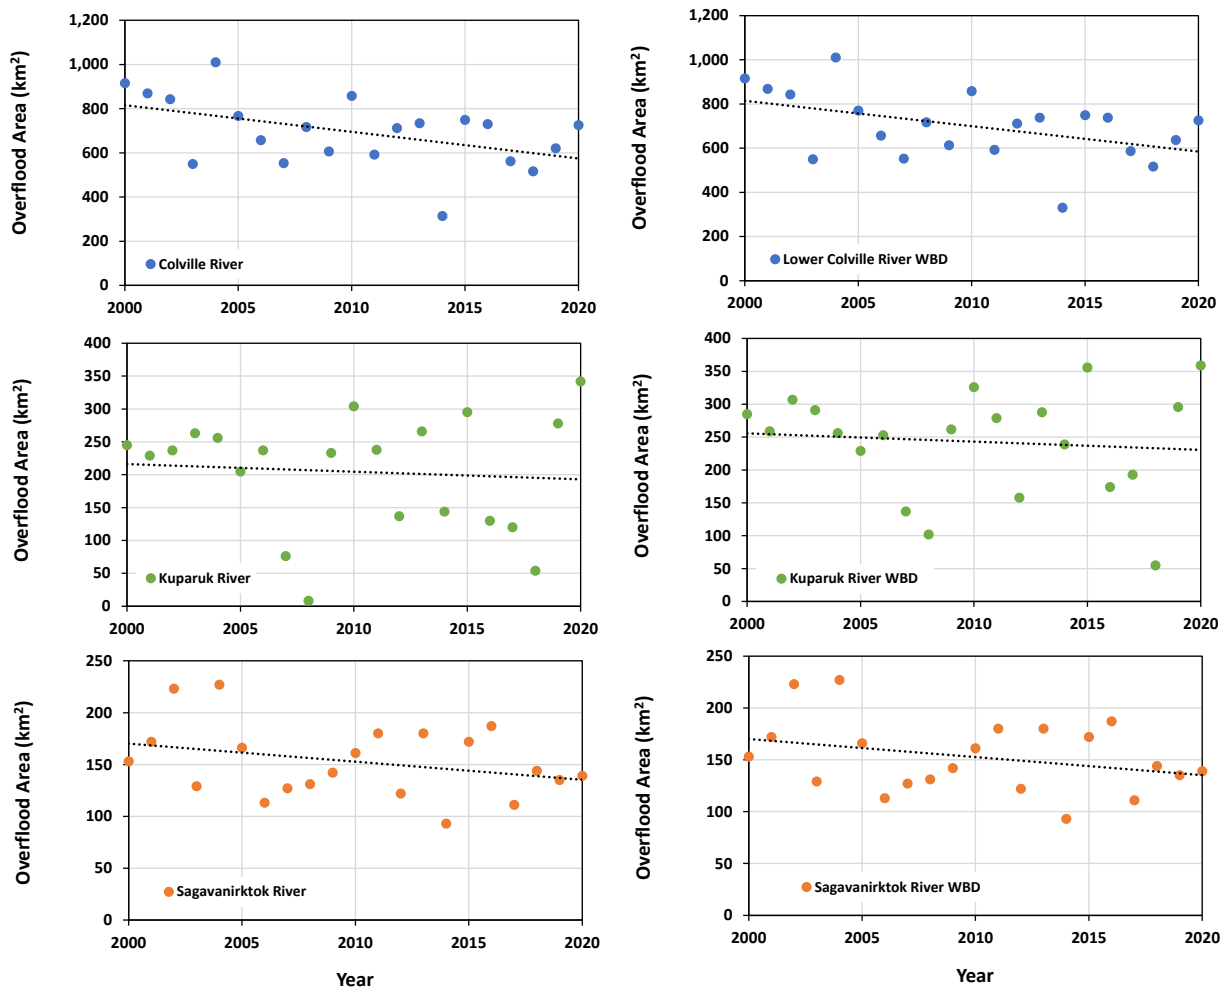 1,200
1,000
800
600
400
200
0
Overflood Area (km²)
Colville River
2000 2005 2010 2015 2020
1,200
1,000
800
600
400
200
0
Overflood Area (km²)
Lower Colville River WBD
2000 2005 2010 2015 2020
400
350
300
250
200
150
100
50
0
Overflood Area (km²)
Kuparuk River
2000 2005 2010 2015 2020
400
350
300
250
200
150
100
50
0
Overflood Area (km²)
Kuparuk River WBD
2000 2005 2010 2015 2020
250
200
150
100
50
0
Overflood Area (km²)
Sagavanirktok River
2000 2005 2010 2015 2020
Year
250
200
150
100
50
0
Overflood Area (km²)
Sagavanirktok River WBD
2000 2005 2010 2015 2020
Year